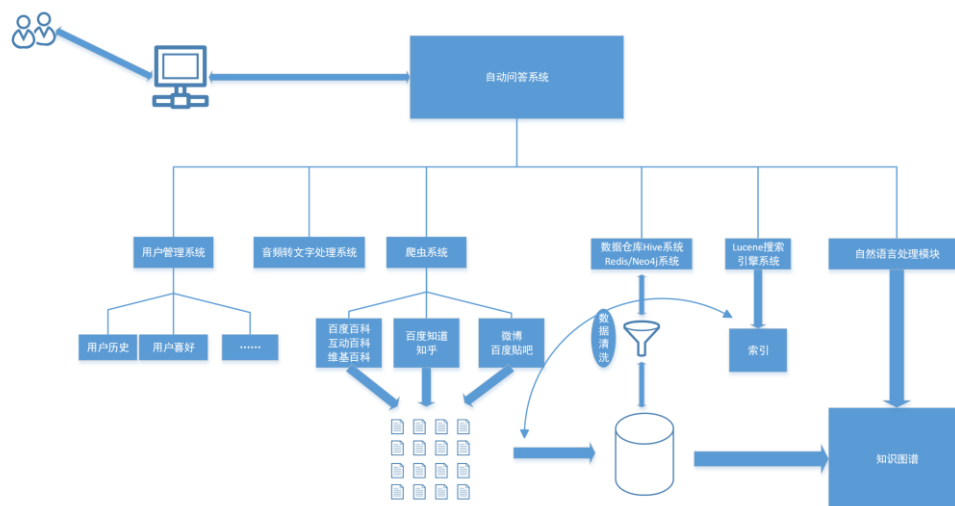 自动问答系统
用户管理系统
音频转文字处理系统
爬虫系统
数据仓库Hive系统
Redis/Neo4j系统
Lucene搜索
引擎系统
自然语言处理模块
用户历史
用户喜好
……
百度百科
互动百科
维基百科
百度知道
知乎
微博
百度贴吧
数
据
清
洗
索引
知识图谱